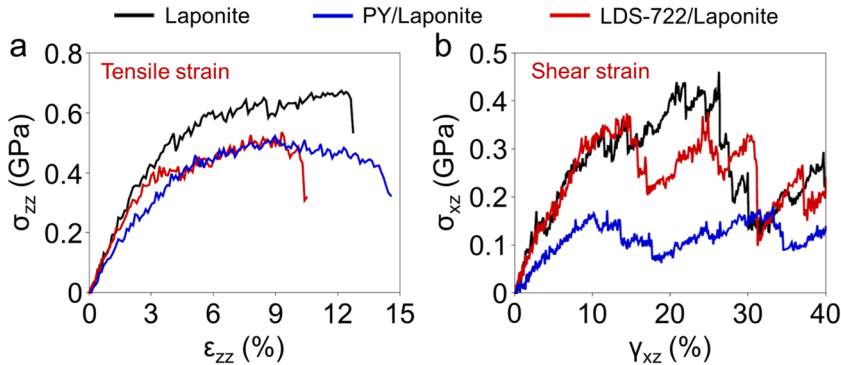 Laponite PY/Laponite LDS-722/Laponite
a
Tensile strain
σzz (GPa)
0.8
0.6
0.4
0.2
0
0 3 6 9 12 15
εzz (%)
b
Shear strain
σxz (GPa)
0.5
0.4
0.3
0.2
0.1
0
0 10 20 30 40
γxz (%)